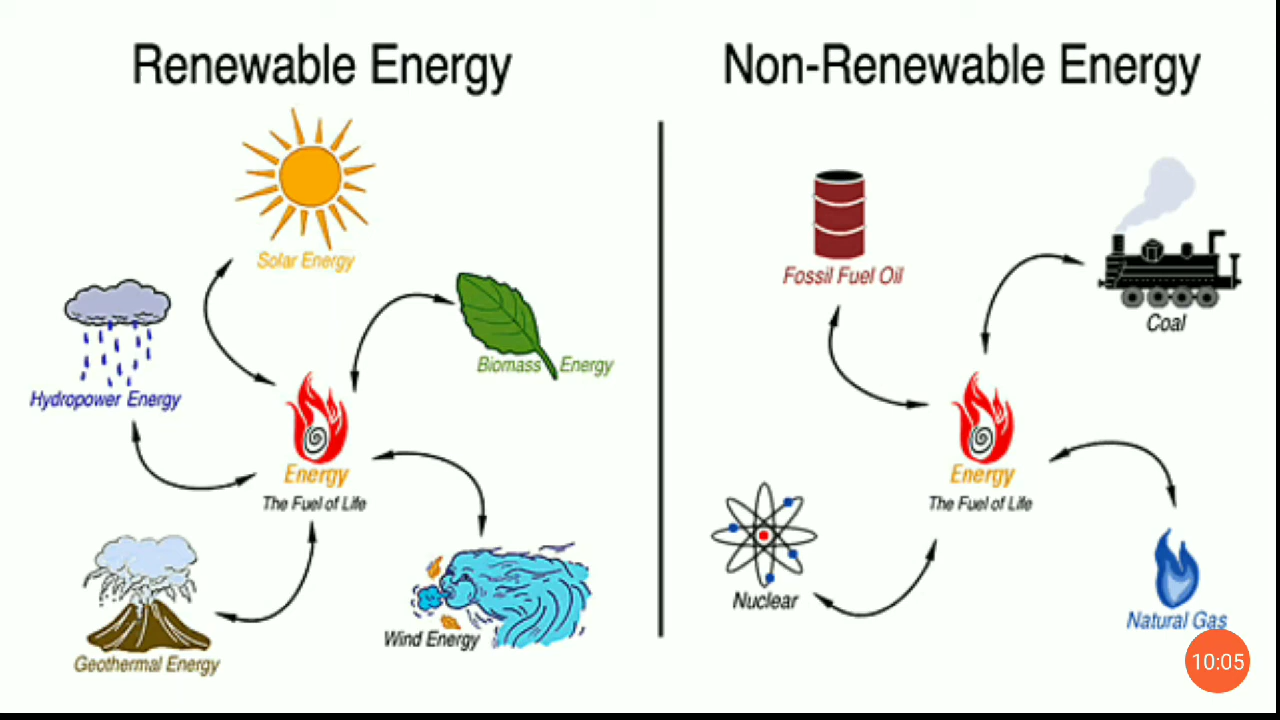 Renewable Energy
Solar Energy
Biomass Energy
Hydropower Energy
Energy
The Fuel of Life
Wind Energy
Geothermal Energy
Non-Renewable Energy
Fossil Fuel Oil
Coal
Energy
The Fuel of Life
Nuclear
Natural Gas
10:05